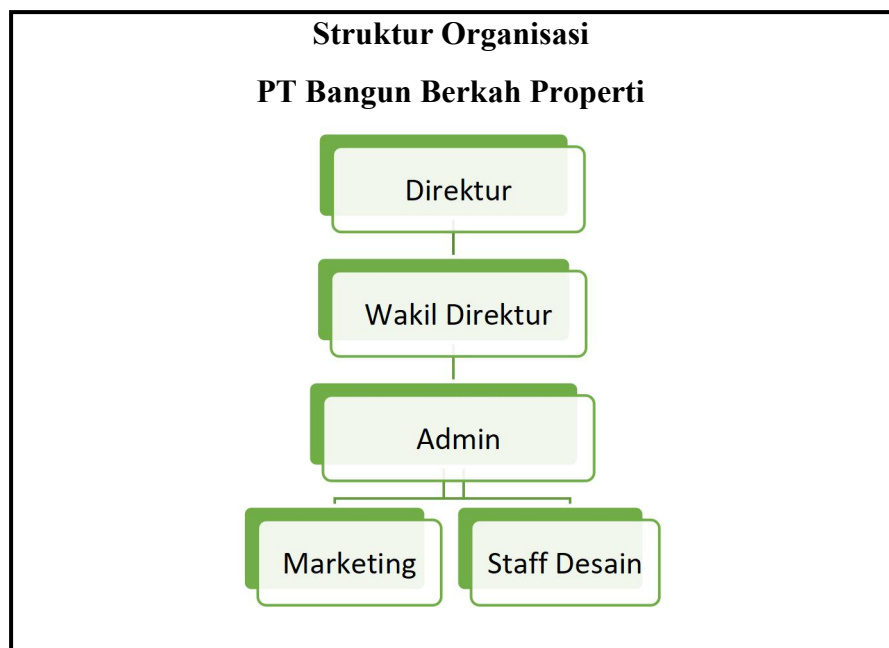 Struktur Organisasi
PT Bangun Berkah Properti
Direktur
Wakil Direktur
Admin
Marketing
Staff Desain